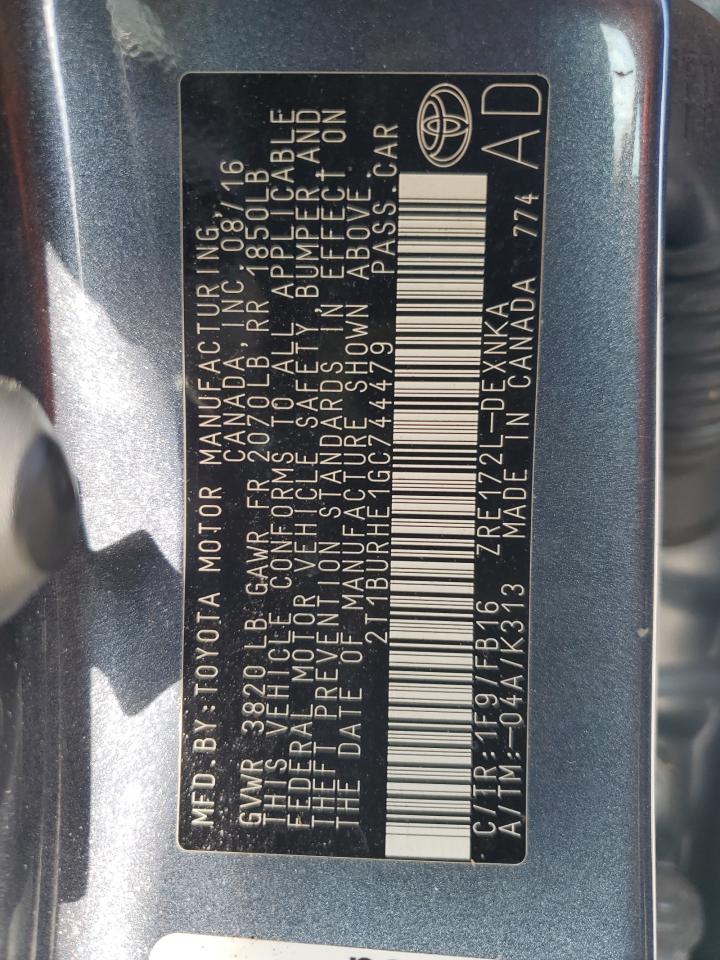 MFD.BY:TOYOTA MOTOR MANUFACTURING,
CANADA, INC. 08/16
GVWR 3820 LB GAWR FR 2070LB, RR 1850LB
THIS VEHICLE CONFORMS TO ALL APPLICABLE
FEDERAL MOTOR VEHICLE SAFETY, BUMPER, AND
THEFT PREVENTION STANDARDS IN EFFECT ON
THE DATE OF MANUFACTURE SHOWN ABOVE.
2T1BURHE1GC744479 PASS.CAR
C/TR:1F9/FB16 ZRE172L-DEXNKA
A/TM:-04A/K313 MADE IN CANADA 774
AD